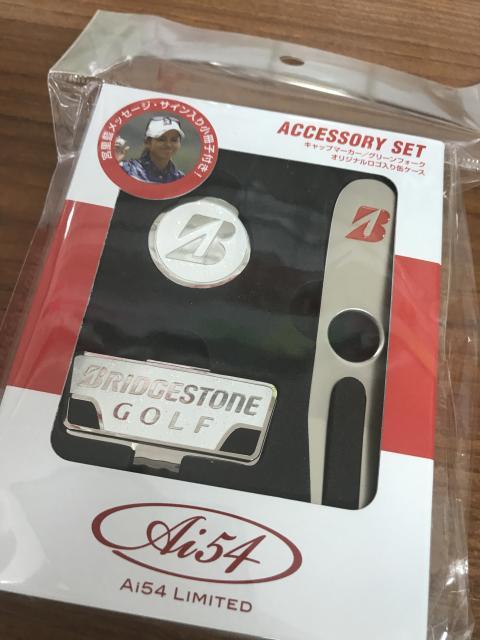 宮里藍メッセージ・サイン入り小冊子付き!
ACCESSORY SET
キャップマーカー/グリーンフォーク
オリジナルロゴ入り缶ケース
B
B
BRIDGESTONE
GOLF
Ai54
Ai54 LIMITED